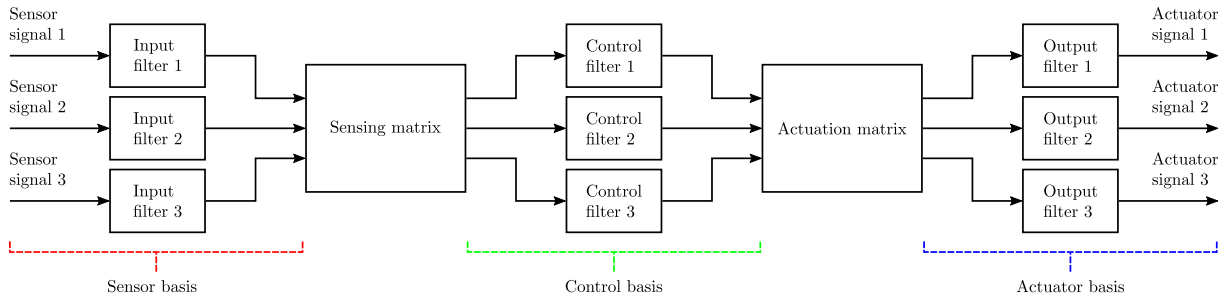 Sensor
signal 1
Input
filter 1
Sensor
signal 2
Input
filter 2
Sensor
signal 3
Input
filter 3
Sensing matrix
Control
filter 1
Control
filter 2
Control
filter 3
Actuation matrix
Output
filter 1
Actuator
signal 1
Output
filter 2
Actuator
signal 2
Output
filter 3
Actuator
signal 3
Sensor basis
Control basis
Actuator basis